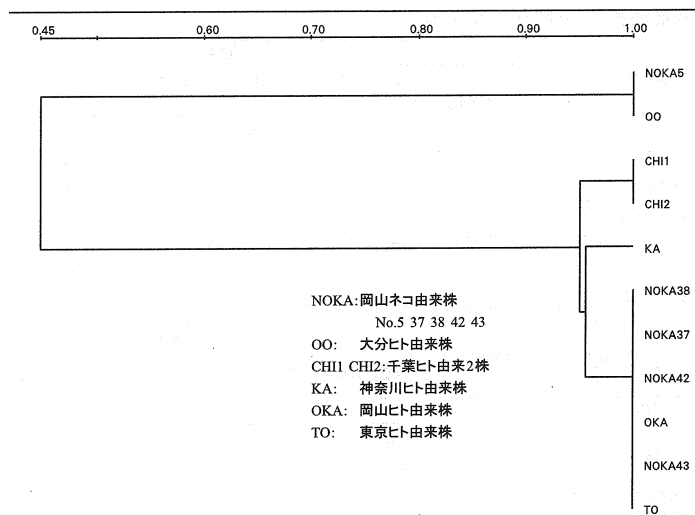 0.45 0.60 0.70 0.80 0.90 1.00
NOKA5
OO
CHI1
CHI2
KA
NOKA38
NOKA37
NOKA42
OKA
NOKA43
TO
NOKA:岡山ネコ由来株
No.5 37 38 42 43
OO: 大分ヒト由来株
CHI1 CHI2:千葉ヒト由来2株
KA: 神奈川ヒト由来株
OKA: 岡山ヒト由来株
TO: 東京ヒト由来株